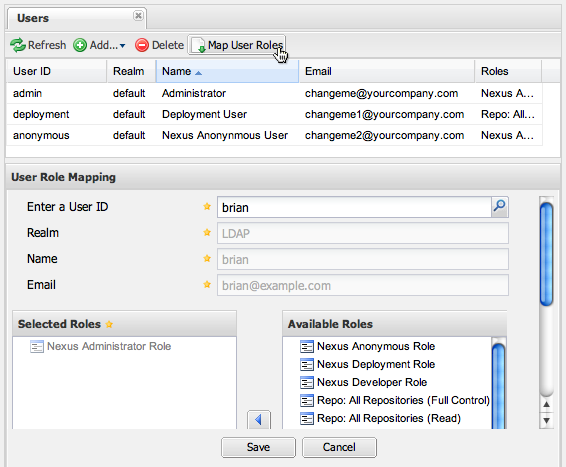 Users
Refresh Add... Delete Map User Roles
User ID Realm Name Email Roles
admin default Administrator changeme@yourcompany.com Nexus A...
deployment default Deployment User changeme1@yourcompany.com Repo: All...
anonymous default Nexus Anonynmous User changeme2@yourcompany.com Nexus A...
User Role Mapping
Enter a User ID brian
Realm LDAP
Name brian
Email brian@example.com
Selected Roles Available Roles
Nexus Administrator Role Nexus Anonymous Role
Nexus Deployment Role
Nexus Developer Role
Repo: All Repositories (Full Control)
Repo: All Repositories (Read)
Save Cancel